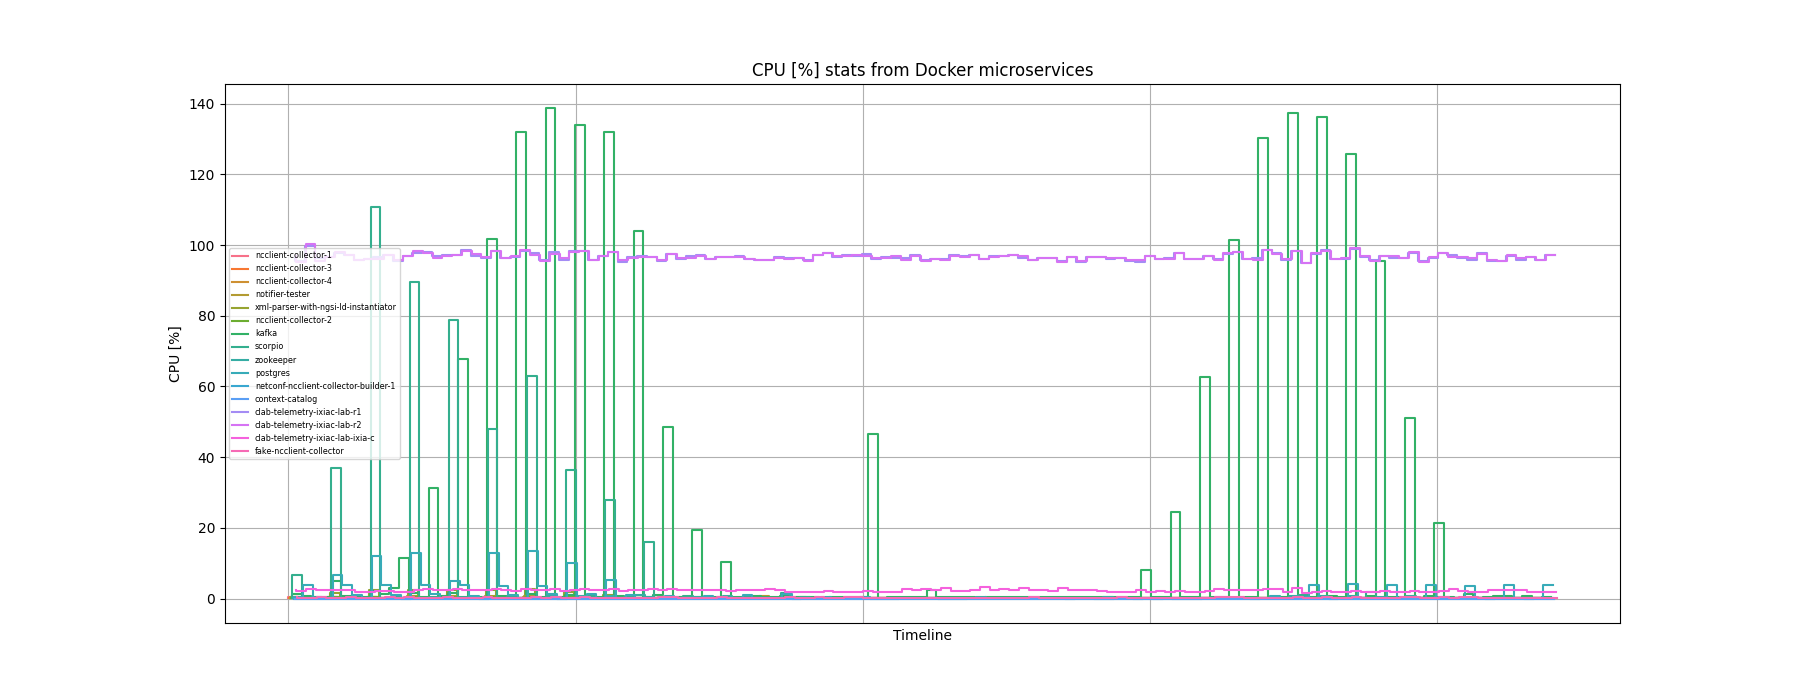 CPU [%] stats from Docker microservices
CPU [%]
140
120
100
80
60
40
20
0
ncclient-collector-1
ncclient-collector-3
ncclient-collector-4
notifier-tester
xml-parser-with-ngsi-ld-instantiator
ncclient-collector-2
kafka
scorpio
zookeeper
postgres
netconf-ncclient-collector-builder-1
context-catalog
clab-telemetry-ixiac-lab-r1
clab-telemetry-ixiac-lab-r2
clab-telemetry-ixiac-lab-ixia-c
fake-ncclient-collector
Timeline